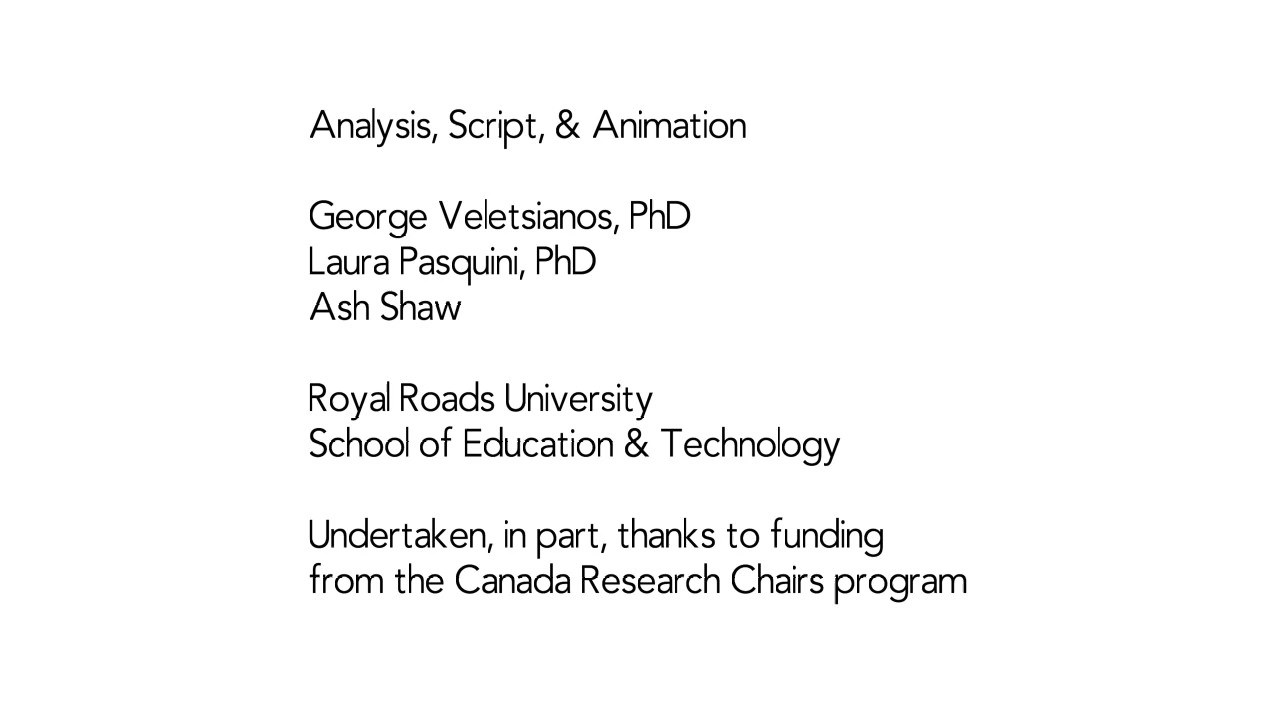 Analysis, Script, & Animation
George Veletsianos, PhD
Laura Pasquini, PhD
Ash Shaw
Royal Roads University
School of Education & Technology
Undertaken, in part, thanks to funding
from the Canada Research Chairs program